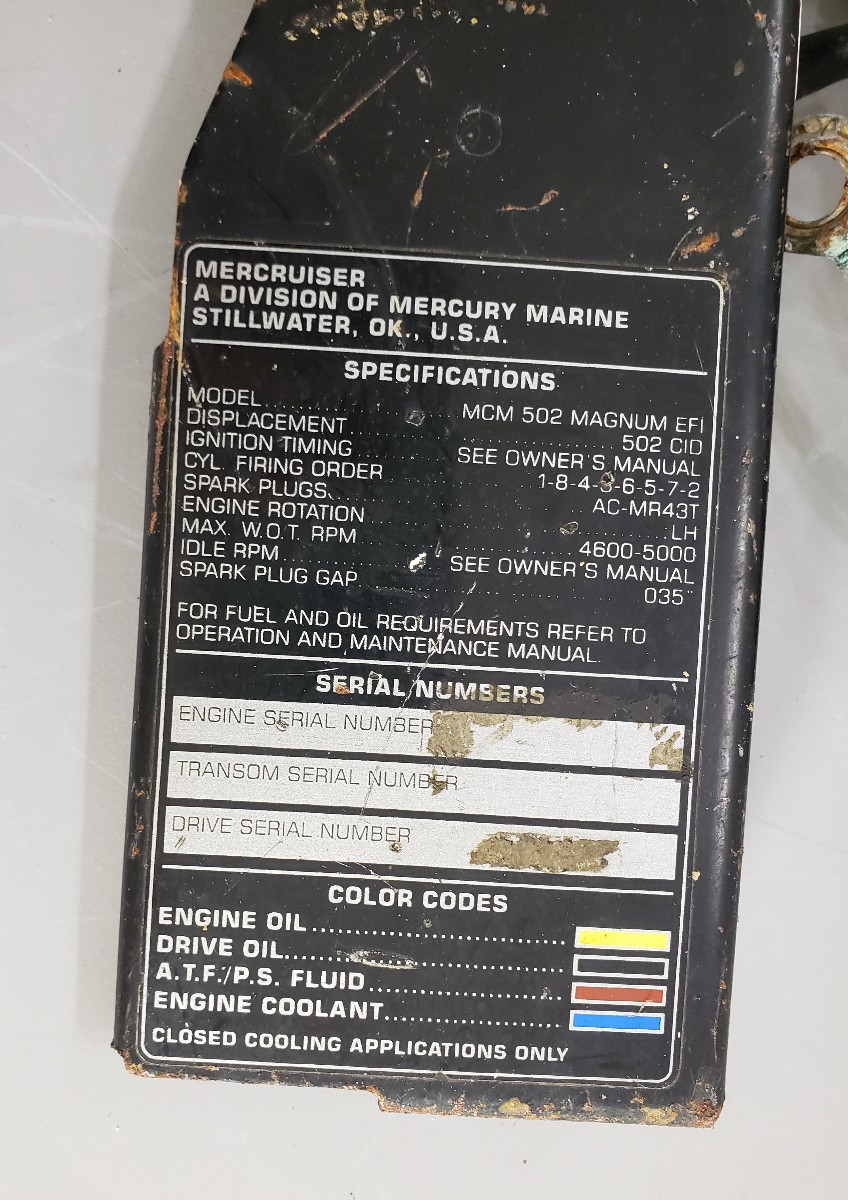 MERCRUISER
A DIVISION OF MERCURY MARINE
STILLWATER, OK., U.S.A.
SPECIFICATIONS
MODEL MCM 502 MAGNUM EFI
DISPLACEMENT 502 CID
IGNITION TIMING SEE OWNER'S MANUAL
CYL. FIRING ORDER 1-8-4-3-6-5-7-2
SPARK PLUGS AC-MR43T
ENGINE ROTATION LH
MAX. W.O.T. RPM 4600-5000
IDLE RPM SEE OWNER'S MANUAL
SPARK PLUG GAP .035"
FOR FUEL AND OIL REQUIREMENTS REFER TO
OPERATION AND MAINTENANCE MANUAL.
SERIAL NUMBERS
ENGINE SERIAL NUMBER
TRANSOM SERIAL NUMBER
DRIVE SERIAL NUMBER
COLOR CODES
ENGINE OIL
DRIVE OIL
A.T.F./P.S. FLUID
ENGINE COOLANT
CLOSED COOLING APPLICATIONS ONLY